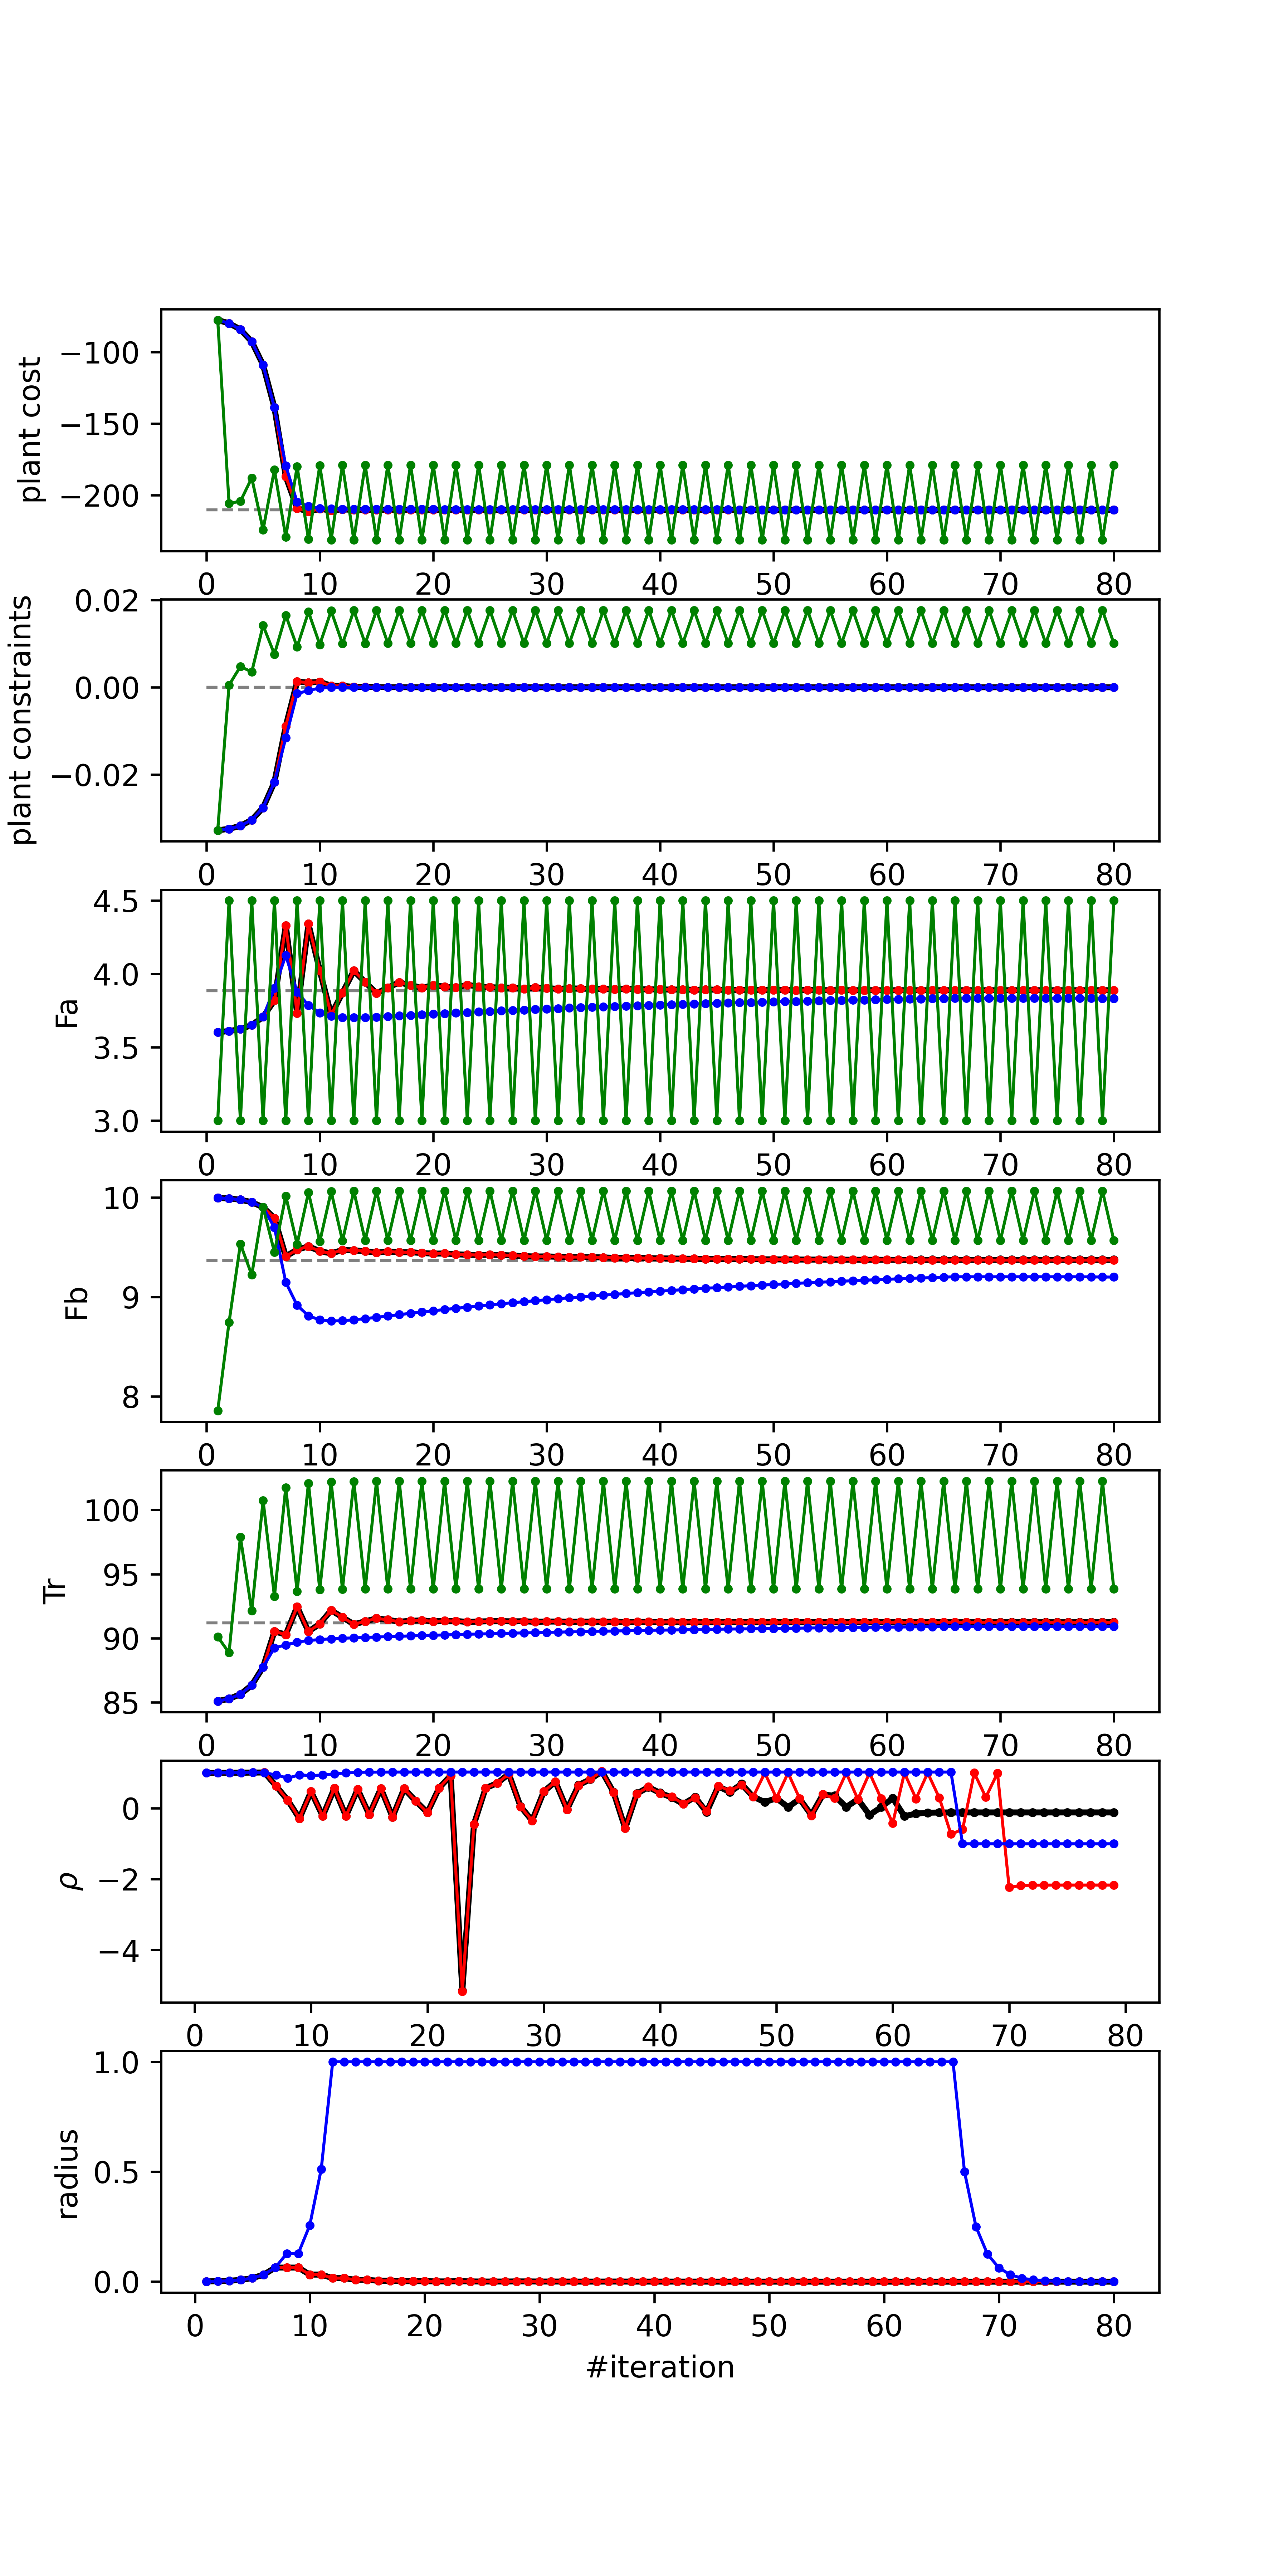 plant cost
−100
−150
−200
0 10 20 30 40 50 60 70 80
plant constraints
0.02
0.00
−0.02
0 10 20 30 40 50 60 70 80
Fa
4.5
4.0
3.5
3.0
0 10 20 30 40 50 60 70 80
Fb
10
9
8
0 10 20 30 40 50 60 70 80
Tr
100
95
90
85
0 10 20 30 40 50 60 70 80
ρ
0
−2
−4
0 10 20 30 40 50 60 70 80
radius
1.0
0.5
0.0
0 10 20 30 40 50 60 70 80
#iteration